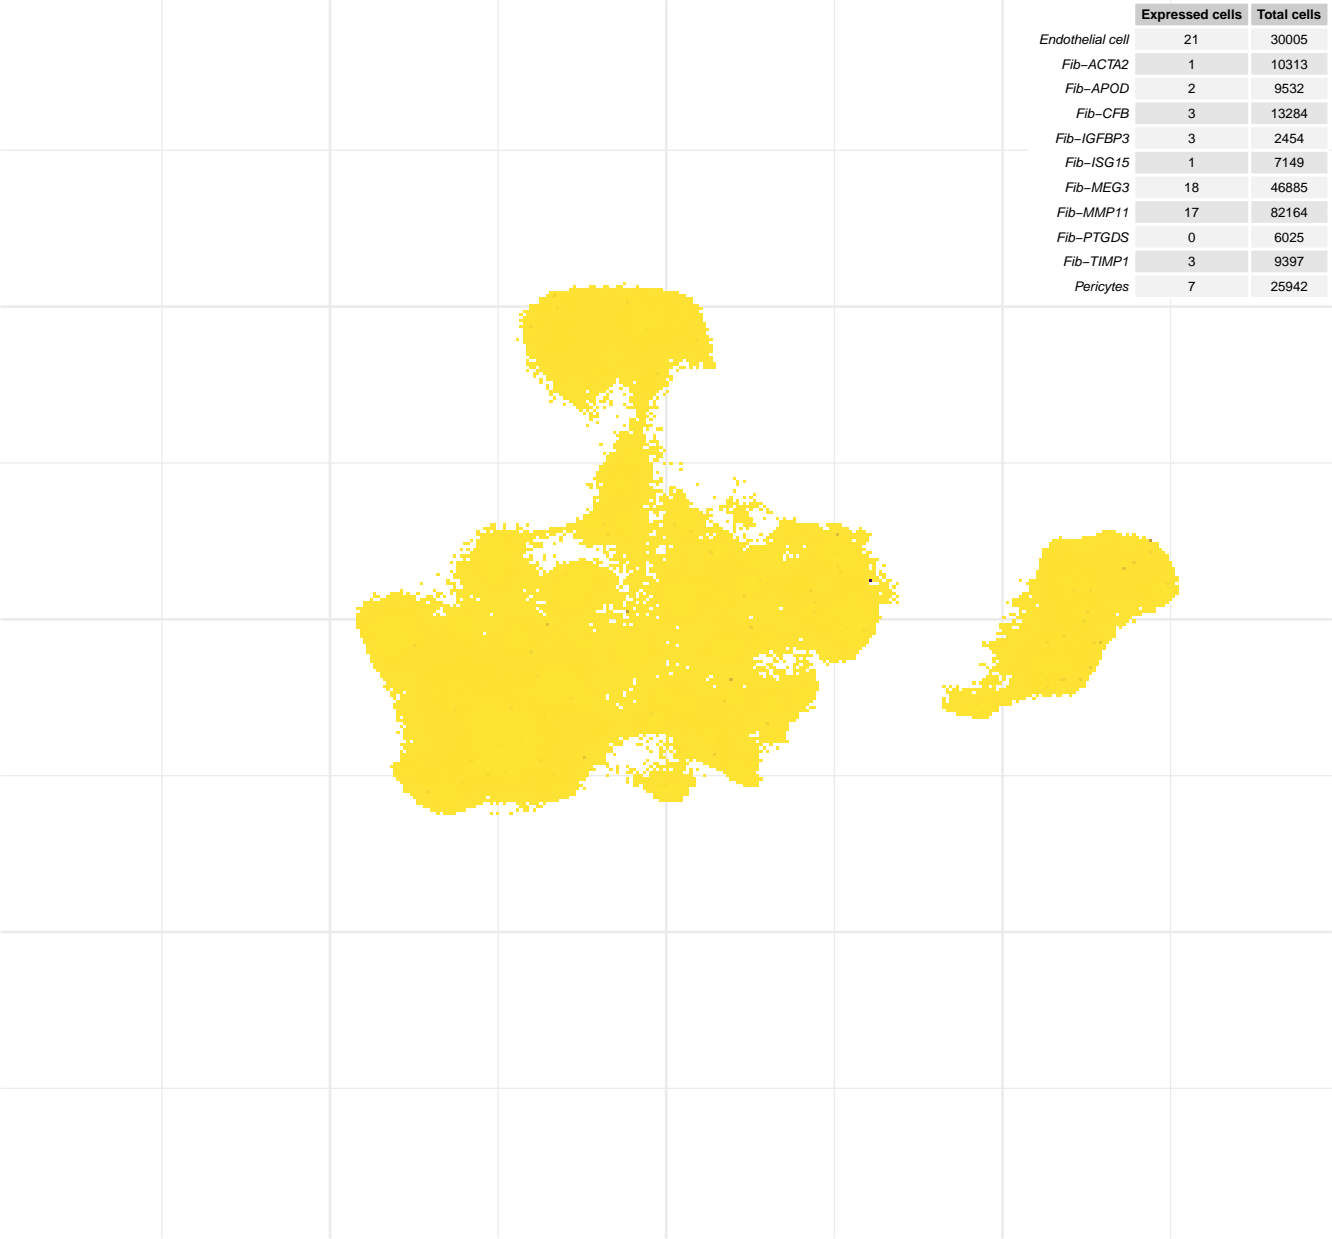 Expressed cells Total cells
Endothelial cell 21 30005
Fib−ACTA2 1 10313
Fib−APOD 2 9532
Fib−CFB 3 13284
Fib−IGFBP3 3 2454
Fib−ISG15 1 7149
Fib−MEG3 18 46885
Fib−MMP11 17 82164
Fib−PTGDS 0 6025
Fib−TIMP1 3 9397
Pericytes 7 25942